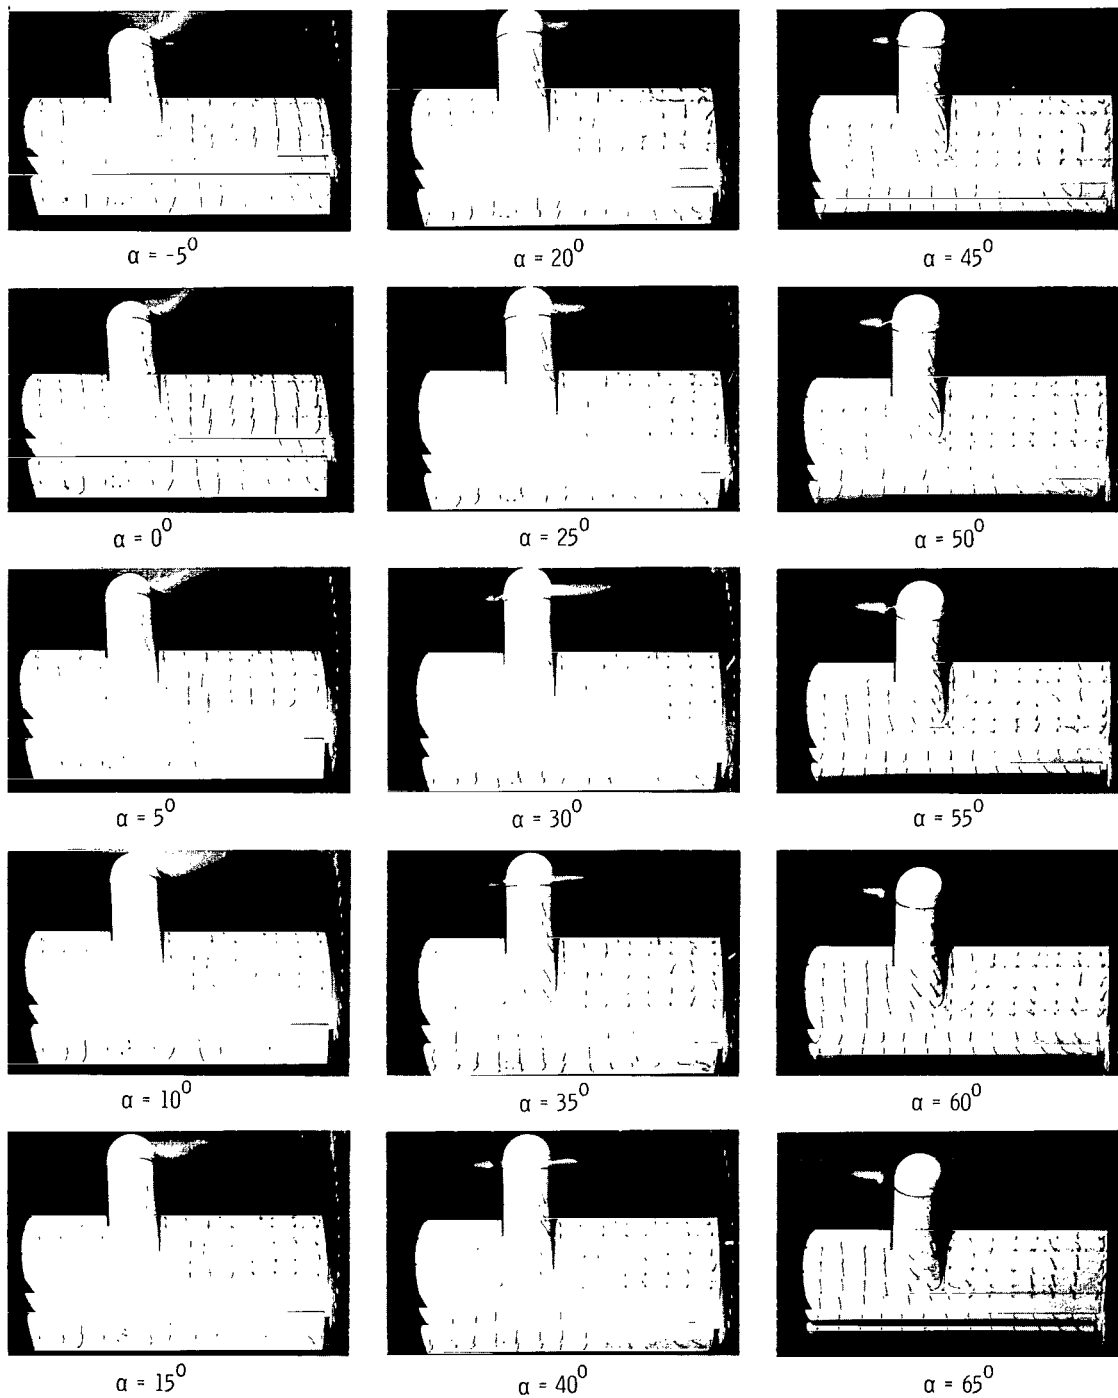 α = -5⁰
α = 20⁰
α = 45⁰
α = 0⁰
α = 25⁰
α = 50⁰
α = 5⁰
α = 30⁰
α = 55⁰
α = 10⁰
α = 35⁰
α = 60⁰
α = 15⁰
α = 40⁰
α = 65⁰